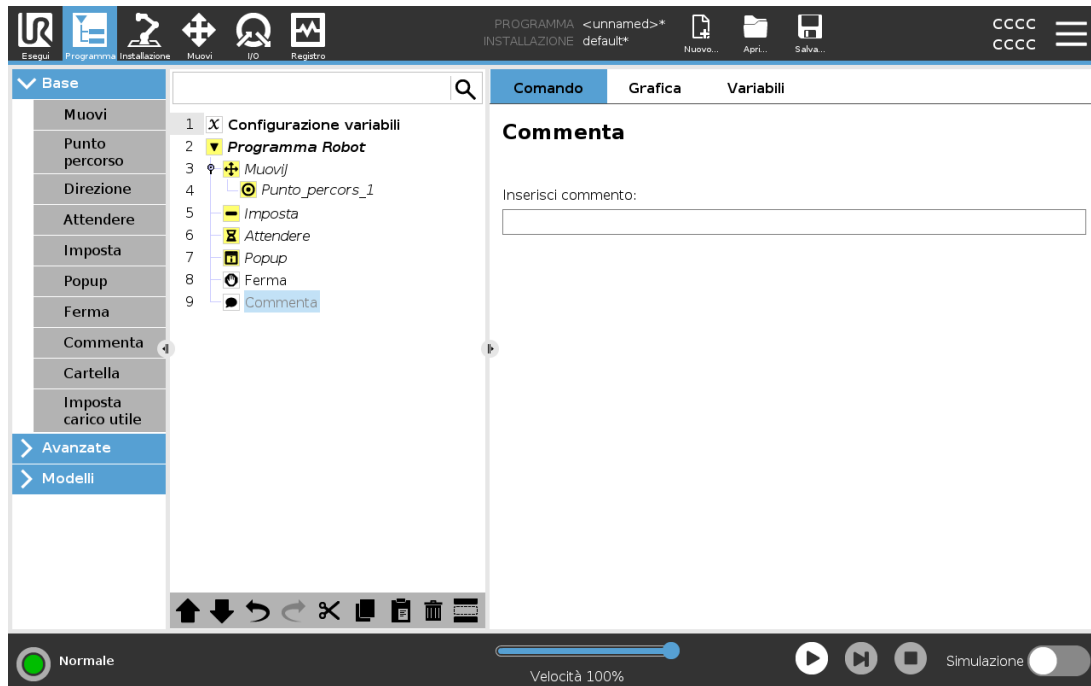 UR
PROGRAMMA <unnamed>*
INSTALLAZIONE default*
Esegui Programma Installazione Muovi I/O Registro
Nuovo... Apri... Salva...
CCCC
CCCC
Base
Muovi
Punto
percorso
Direzione
Attendere
Imposta
Popup
Ferma
Commenta
Cartella
Imposta
carico utile
Avanzate
Modelli
1 X Configurazione variabili
2 Programma Robot
3 MuoviJ
4 Punto_percors_1
5 Imposta
6 Attendere
7 Popup
8 Ferma
9 Commenta
Comando Grafica Variabili
Commenta
Inserisci commento:
Normale
Velocità 100%
Simulazione